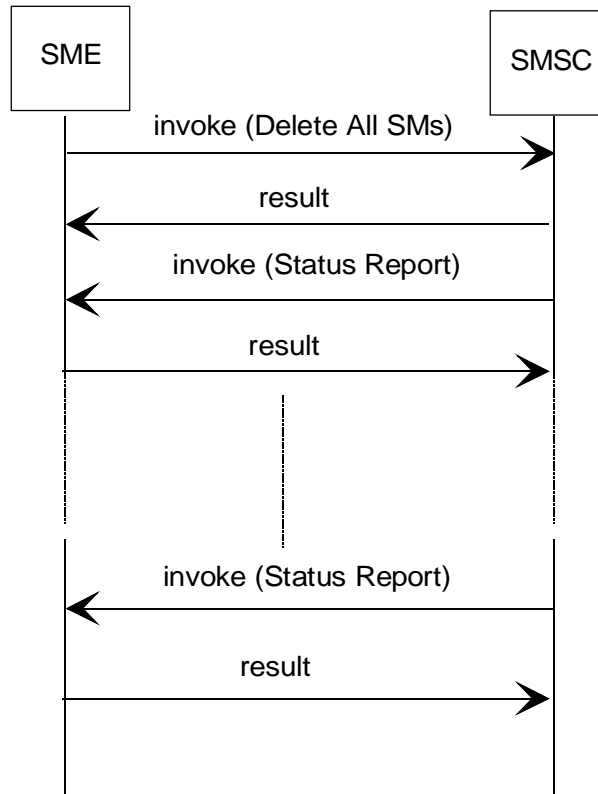 SME
SMSC
invoke (Delete All SMs)
result
invoke (Status Report)
result
invoke (Status Report)
result